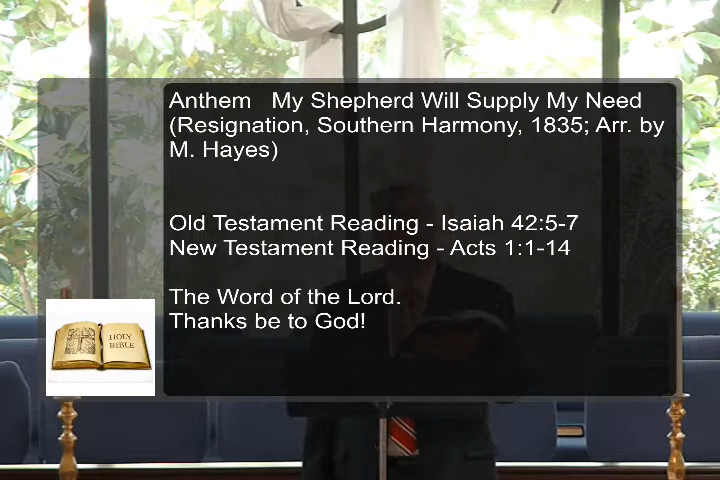 Anthem   My Shepherd Will Supply My Need
(Resignation, Southern Harmony, 1835; Arr. by
M. Hayes)
Old Testament Reading - Isaiah 42:5-7
New Testament Reading - Acts 1:1-14
The Word of the Lord.
Thanks be to God!
HOLY
BIBLE